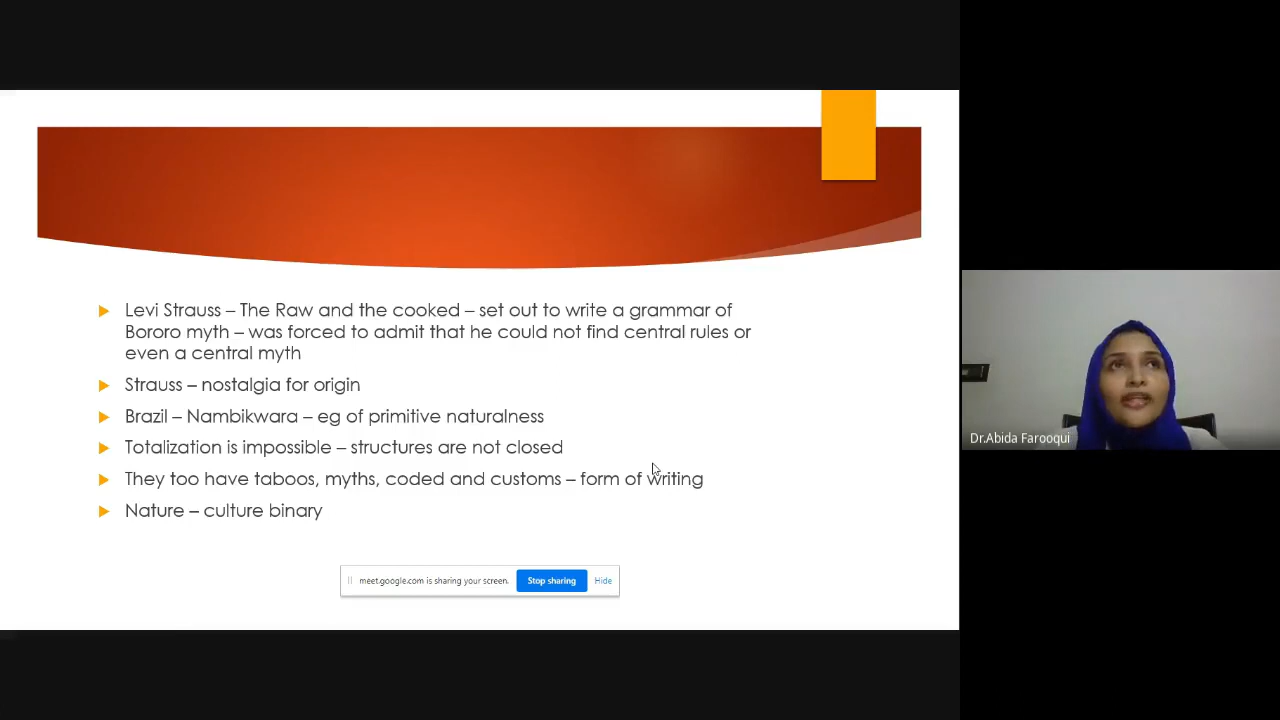 Levi Strauss – The Raw and the cooked – set out to write a grammar of
Bororo myth – was forced to admit that he could not find central rules or
even a central myth
Strauss – nostalgia for origin
Brazil – Nambikwara – eg of primitive naturalness
Totalization is impossible – structures are not closed
They too have taboos, myths, coded and customs – form of writing
Nature – culture binary
meet.google.com is sharing your screen.
Stop sharing
Hide
Dr.Abida Farooqui